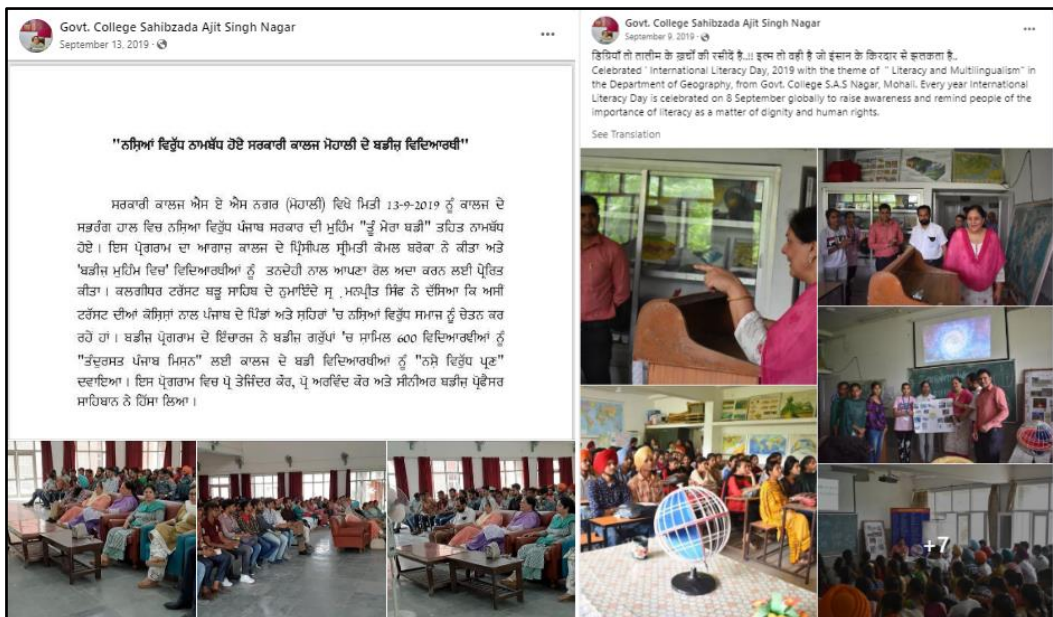 Govt. College Sahibzada Ajit Singh Nagar
September 13, 2019 ·
"ਨਸ਼ਿਆਂ ਵਿਰੁੱਧ ਨਾਮਬੱਧ ਹੋਏ ਸਰਕਾਰੀ ਕਾਲਜ ਮੋਹਾਲੀ ਦੇ ਬਡੀਜ਼ ਵਿਦਿਆਰਥੀ"
ਸਰਕਾਰੀ ਕਾਲਜ ਐਸ ਏ ਐਸ ਨਗਰ (ਮੋਹਾਲੀ) ਵਿਖੇ ਮਿਤੀ 13-9-2019 ਨੂੰ ਕਾਲਜ ਦੇ
ਸਭਰੰਗ ਹਾਲ ਵਿਚ ਨਸ਼ਿਆ ਵਿਰੁੱਧ ਪੰਜਾਬ ਸਰਕਾਰ ਦੀ ਮੁਹਿੰਮ "ਤੂੰ ਮੇਰਾ ਬਡੀ" ਤਹਿਤ ਨਾਮਬੱਧ
ਹੋਏ। ਇਸ ਪ੍ਰੋਗਰਾਮ ਦਾ ਆਗਾਜ਼ ਕਾਲਜ ਦੇ ਪ੍ਰਿੰਸੀਪਲ ਸ੍ਰੀਮਤੀ ਕੋਮਲ ਬਰੋਕਾ ਨੇ ਕੀਤਾ ਅਤੇ
'ਬਡੀਜ਼ ਮੁਹਿੰਮ ਵਿਚ' ਵਿਦਿਆਰਥੀਆਂ ਨੂੰ ਤਨਦੇਹੀ ਨਾਲ ਆਪਣਾ ਰੋਲ ਅਦਾ ਕਰਨ ਲਈ ਪ੍ਰੇਰਿਤ
ਕੀਤਾ। ਕਲਗੀਧਰ ਟਰੱਸਟ ਬੜੂ ਸਾਹਿਬ ਦੇ ਨੁਮਾਇੰਦੇ ਸ੍ਰ. ਮਨਪ੍ਰੀਤ ਸਿੰਘ ਨੇ ਦੱਸਿਆ ਕਿ ਅਸੀਂ
ਟਰੱਸਟ ਦੀਆਂ ਕੋਸ਼ਿਸ਼ਾਂ ਨਾਲ ਪੰਜਾਬ ਦੇ ਪਿੰਡਾਂ ਅਤੇ ਸ਼ਹਿਰਾਂ 'ਚ ਨਸ਼ਿਆਂ ਵਿਰੁੱਧ ਸਮਾਜ ਨੂੰ ਚੇਤਨ ਕਰ
ਰਹੇ ਹਾਂ। ਬਡੀਜ਼ ਪ੍ਰੋਗਰਾਮ ਦੇ ਇੰਚਾਰਜ ਨੇ ਬਡੀਜ਼ ਗਰੁੱਪਾਂ 'ਚ ਸ਼ਾਮਿਲ 600 ਵਿਦਿਆਰਥੀਆਂ ਨੂੰ
"ਤੰਦੁਰਸਤ ਪੰਜਾਬ ਮਿਸ਼ਨ" ਲਈ ਕਾਲਜ ਦੇ ਬਡੀ ਵਿਦਿਆਰਥੀਆਂ ਨੂੰ "ਨਸ਼ੇ ਵਿਰੁੱਧ ਪ੍ਰਣ"
ਦਵਾਇਆ। ਇਸ ਪ੍ਰੋਗਰਾਮ ਵਿਚ ਪ੍ਰੋ ਤੇਜਿੰਦਰ ਕੌਰ, ਪ੍ਰੋ ਅਰਵਿੰਦ ਕੌਰ ਅਤੇ ਸੀਨੀਅਰ ਬਡੀਜ਼ ਪ੍ਰੋਫੈਸਰ
ਸਾਹਿਬਾਨ ਨੇ ਹਿੱਸਾ ਲਿਆ।
Govt. College Sahibzada Ajit Singh Nagar
September 9, 2019 ·
डिग्रियाँ तो तालीम के ख़र्चों की रसीदें है..!! इल्म तो वही है जो इंसान के किरदार से झलकता है..
Celebrated ' International Literacy Day, 2019 with the theme of " Literacy and Multilingualism" in
the Department of Geography, from Govt. College S.A.S Nagar, Mohali. Every year International
Literacy Day is celebrated on 8 September globally to raise awareness and remind people of the
importance of literacy as a matter of dignity and human rights.
See Translation
+7